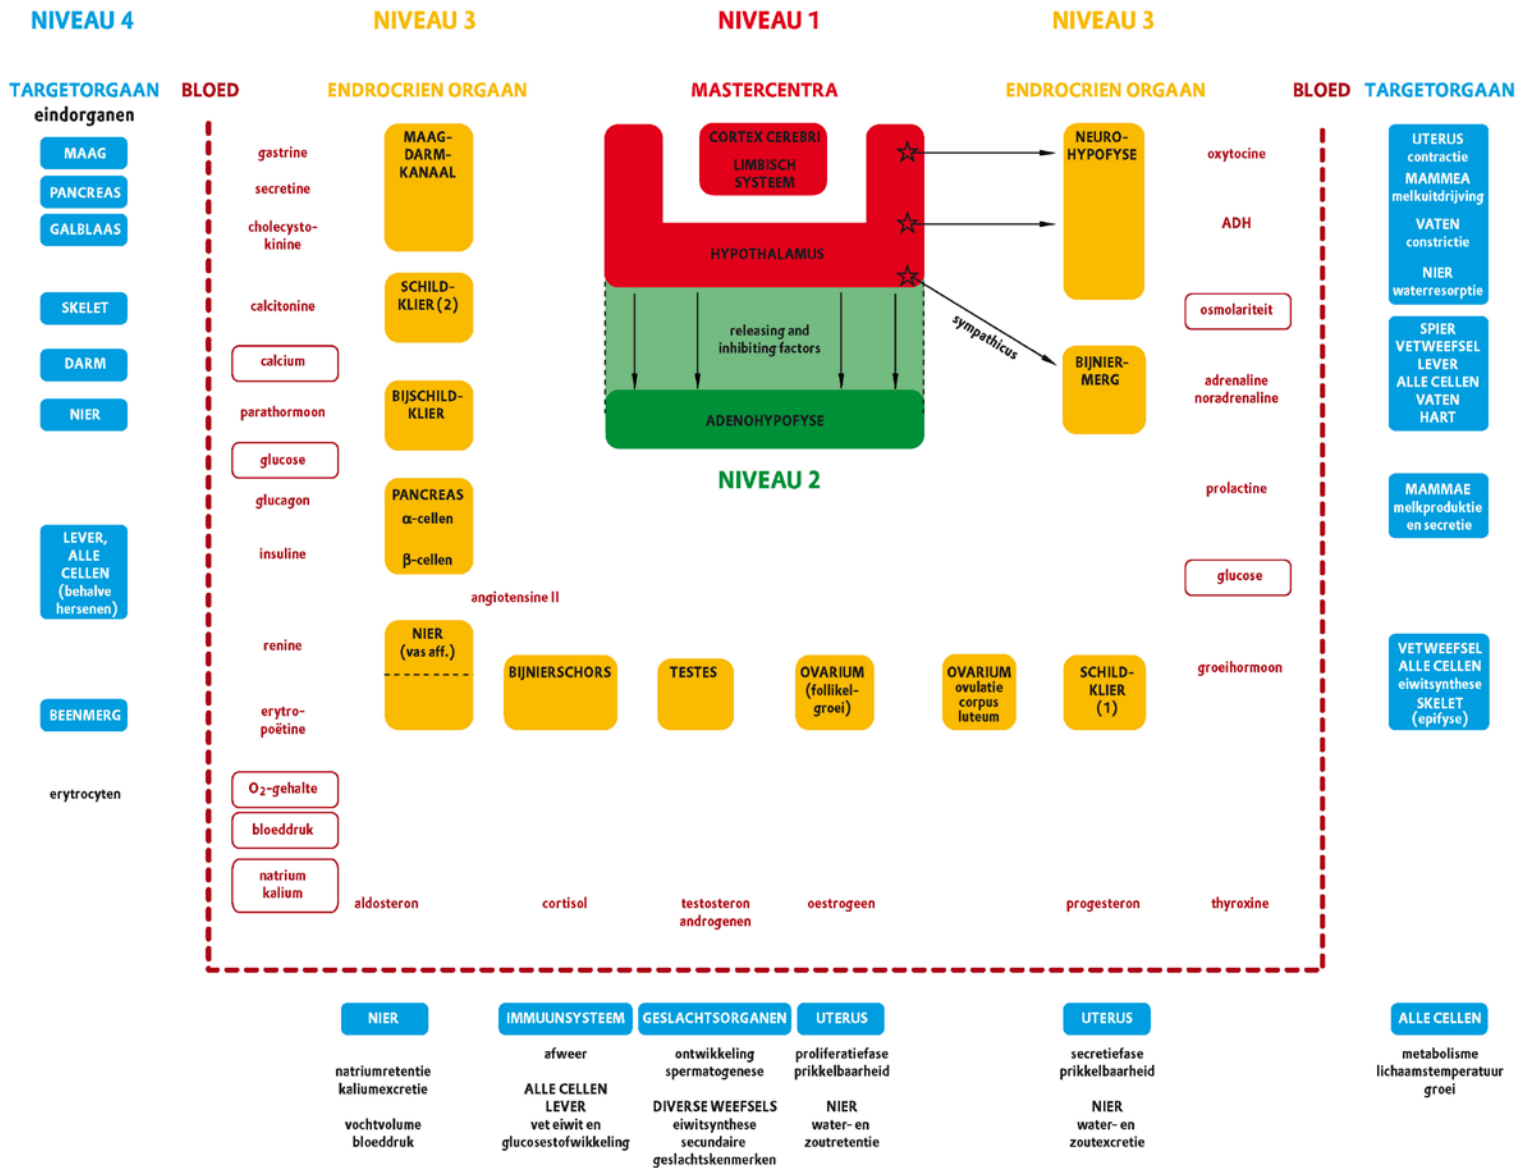 NIVEAU 4
NIVEAU 3
NIVEAU 1
NIVEAU 3
TARGETORGAAN
eindorganen
BLOED
ENDROCRIEN ORGAAN
MASTERCENTRA
ENDROCRIEN ORGAAN
BLOED
TARGETORGAAN
MAAG
PANCREAS
GALBLAAS
SKELET
DARM
NIER
LEVER,
ALLE
CELLEN
(behalve
hersenen)
BEENMERG
erytrocyten
gastrine
secretine
cholecysto-
kinine
calcitonine
calcium
parathormoon
glucose
glucagon
insuline
renine
erytro-
poëtine
O₂-gehalte
bloeddruk
natrium
kalium
MAAG-
DARM-
KANAAL
SCHILD-
KLIER (2)
BIJSCHILD-
KLIER
PANCREAS
α-cellen
β-cellen
angiotensine II
NIER
(vas aff.)
BIJNIERSCHORS
TESTES
OVARIUM
(follikel-
groei)
OVARIUM
ovulatie
corpus
luteum
SCHILD-
KLIER
(1)
CORTEX CEREBRI
LIMBISCH
SYSTEEM
HYPOTHALAMUS
releasing and
inhibiting factors
ADENOHYPOFYSE
NIVEAU 2
sympathicus
NEURO-
HYPOFYSE
BIJNIER-
MERG
oxytocine
ADH
osmolariteit
adrenaline
noradrenaline
prolactine
glucose
groeihormoon
UTERUS
contractie
MAMMEA
melkuitdrijving
VATEN
constrictie
NIER
waterresorptie
SPIER
VETWEEFSEL
LEVER
ALLE CELLEN
VATEN
HART
MAMMAE
melkproduktie
en secretie
VETWEEFSEL
ALLE CELLEN
eiwitsynthese
SKELET
(epifyse)
aldosteron
cortisol
testosteron
androgenen
oestrogeen
progesteron
thyroxine
NIER
natriumretentie
kaliumexcretie
vochtvolume
bloeddruk
IMMUUNSYSTEEM
afweer
ALLE CELLEN
LEVER
vet eiwit en
glucosestofwikkeling
GESLACHTSORGANEN
ontwikkeling
spermatogenese
DIVERSE WEEFSELS
eiwitsynthese
secundaire
geslachtskenmerken
UTERUS
proliferatiefase
prikkelbaarheid
NIER
water- en
zoutretentie
UTERUS
secretiefase
prikkelbaarheid
NIER
water- en
zoutexcretie
ALLE CELLEN
metabolisme
lichaamstemperatuur
groei